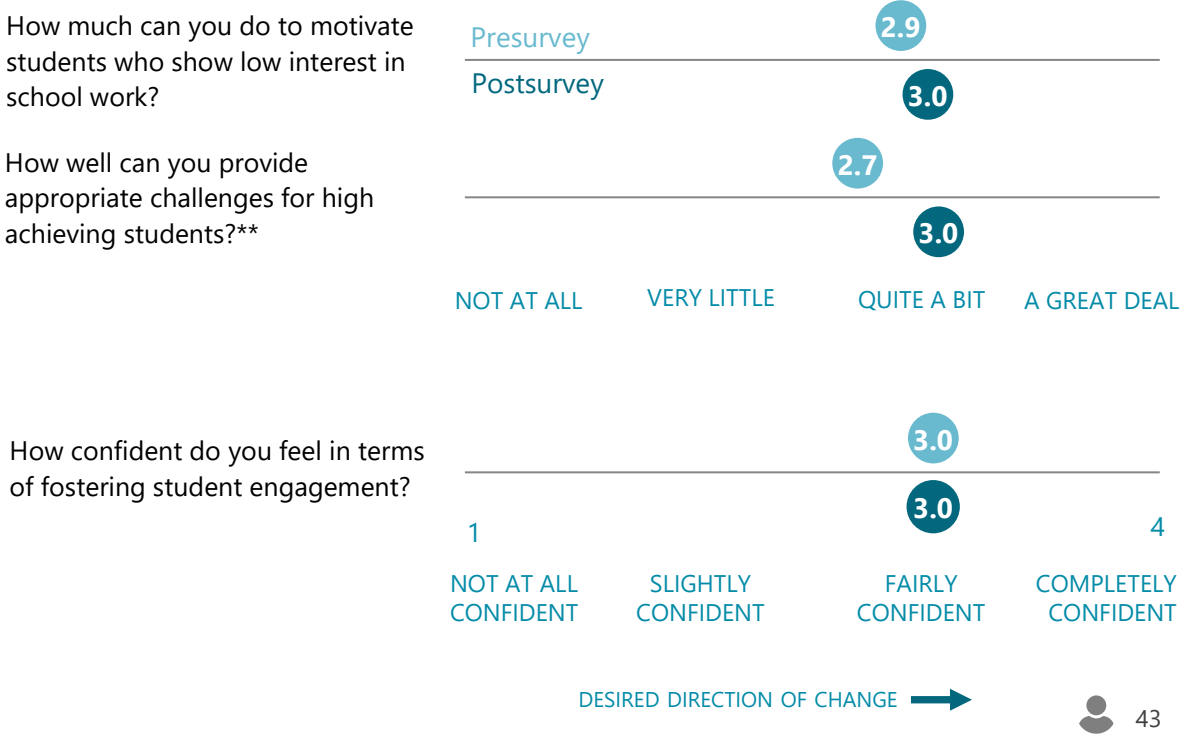 How much can you do to motivate
students who show low interest in
school work?
Presurvey
2.9
Postsurvey
3.0
How well can you provide
appropriate challenges for high
achieving students?**
2.7
3.0
NOT AT ALL
VERY LITTLE
QUITE A BIT
A GREAT DEAL
How confident do you feel in terms
of fostering student engagement?
3.0
3.0
1
4
NOT AT ALL
CONFIDENT
SLIGHTLY
CONFIDENT
FAIRLY
CONFIDENT
COMPLETELY
CONFIDENT
DESIRED DIRECTION OF CHANGE
43